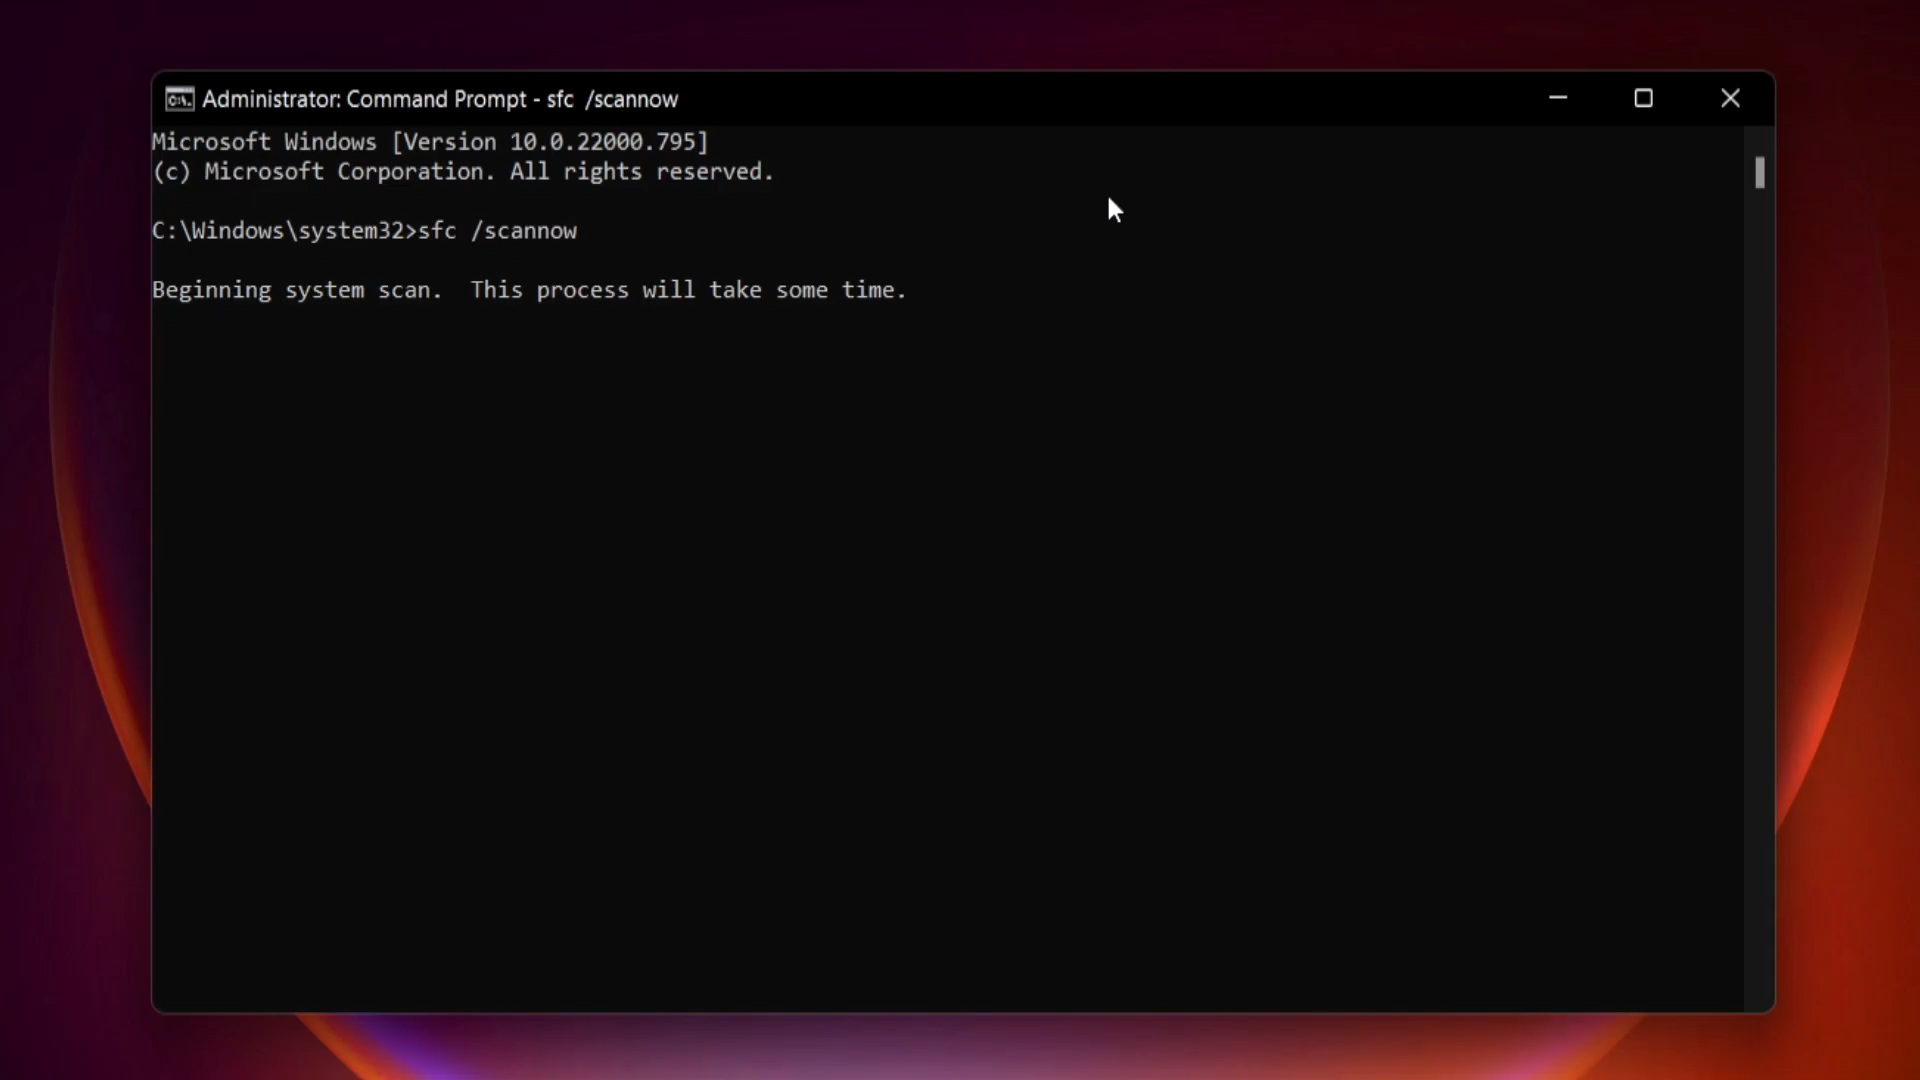 Administrator: Command Prompt - sfc  /scannow
Microsoft Windows [Version 10.0.22000.795]
(c) Microsoft Corporation. All rights reserved.
C:\Windows\system32>sfc /scannow
Beginning system scan.  This process will take some time.